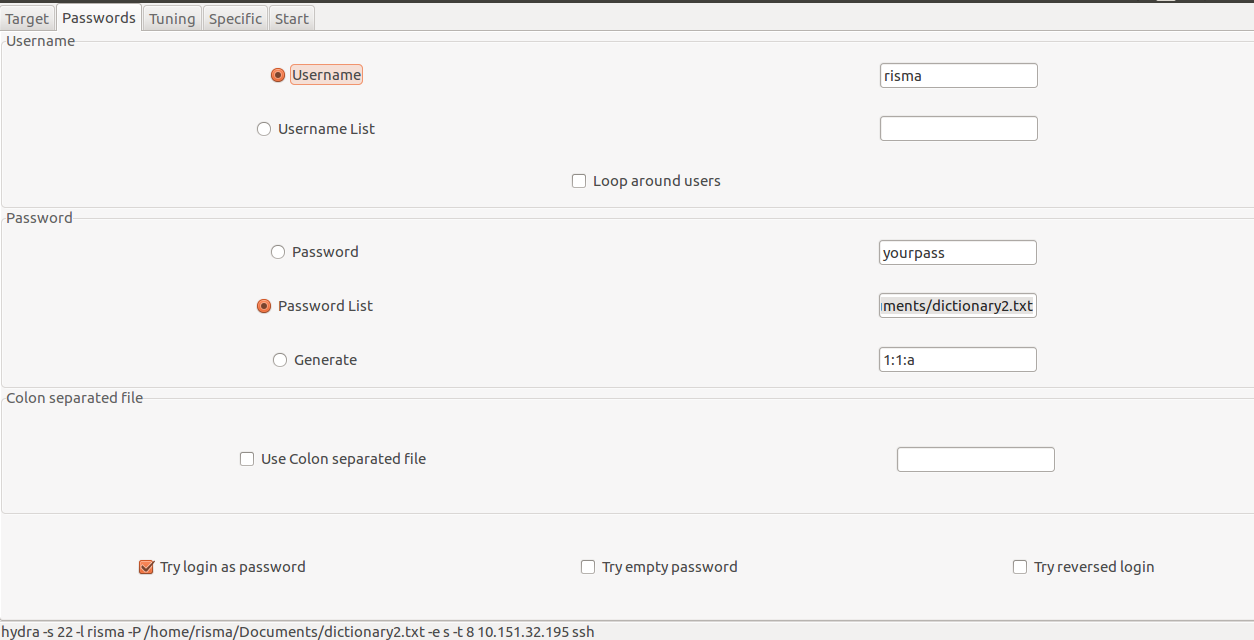 Target Passwords Tuning Specific Start
Username
Username risma
Username List
Loop around users
Password
Password yourpass
Password List ments/dictionary2.txt
Generate 1:1:a
Colon separated file
Use Colon separated file
Try login as password Try empty password Try reversed login
hydra -s 22 -l risma -P /home/risma/Documents/dictionary2.txt -e s -t 8 10.151.32.195 ssh